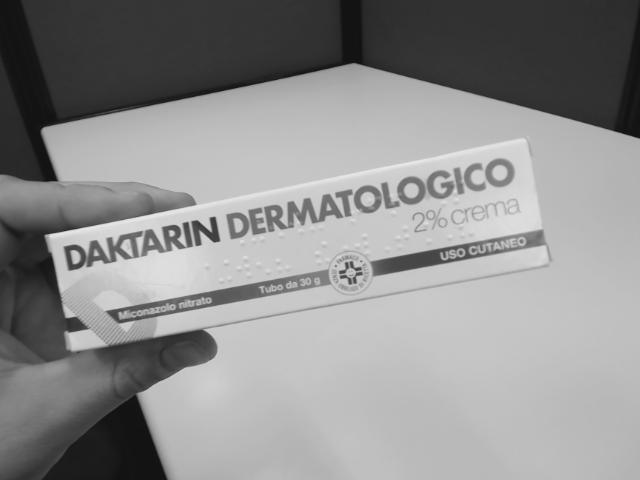 DAKTARIN DERMATOLOGICO
2% crema
USO CUTANEO
Miconazolo nitrato
Tubo da 30 g